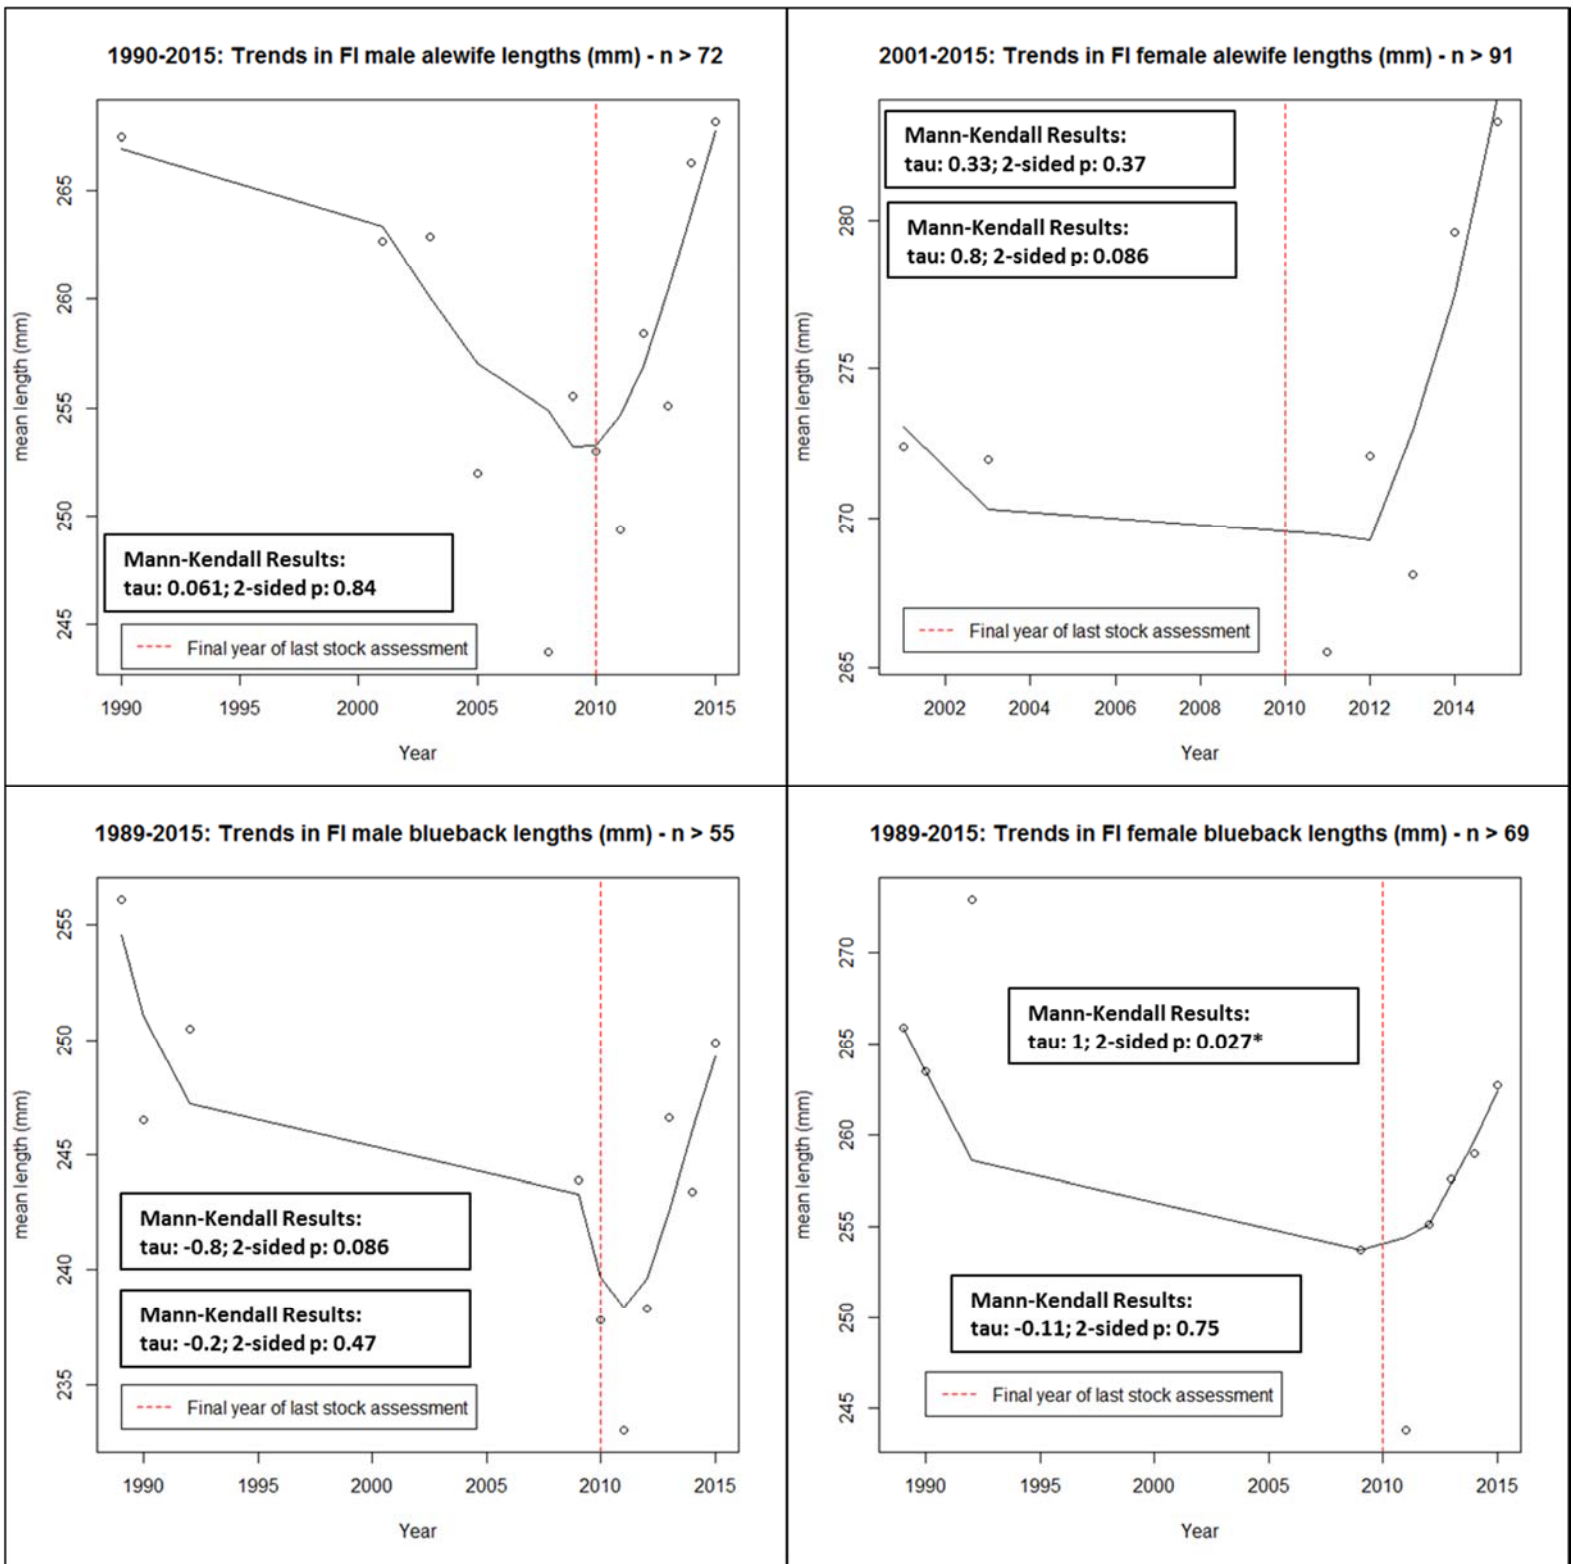 1990-2015: Trends in FI male alewife lengths (mm) - n > 72
mean length (mm)
265
260
255
250
245
Mann-Kendall Results:
tau: 0.061; 2-sided p: 0.84
Final year of last stock assessment
1990 1995 2000 2005 2010 2015
Year
2001-2015: Trends in FI female alewife lengths (mm) - n > 91
mean length (mm)
280
275
270
265
Mann-Kendall Results:
tau: 0.33; 2-sided p: 0.37
Mann-Kendall Results:
tau: 0.8; 2-sided p: 0.086
Final year of last stock assessment
2002 2004 2006 2008 2010 2012 2014
Year
1989-2015: Trends in FI male blueback lengths (mm) - n > 55
mean length (mm)
255
250
245
240
235
Mann-Kendall Results:
tau: -0.8; 2-sided p: 0.086
Mann-Kendall Results:
tau: -0.2; 2-sided p: 0.47
Final year of last stock assessment
1990 1995 2000 2005 2010 2015
Year
1989-2015: Trends in FI female blueback lengths (mm) - n > 69
mean length (mm)
270
265
260
255
250
245
Mann-Kendall Results:
tau: 1; 2-sided p: 0.027*
Mann-Kendall Results:
tau: -0.11; 2-sided p: 0.75
Final year of last stock assessment
1990 1995 2000 2005 2010 2015
Year